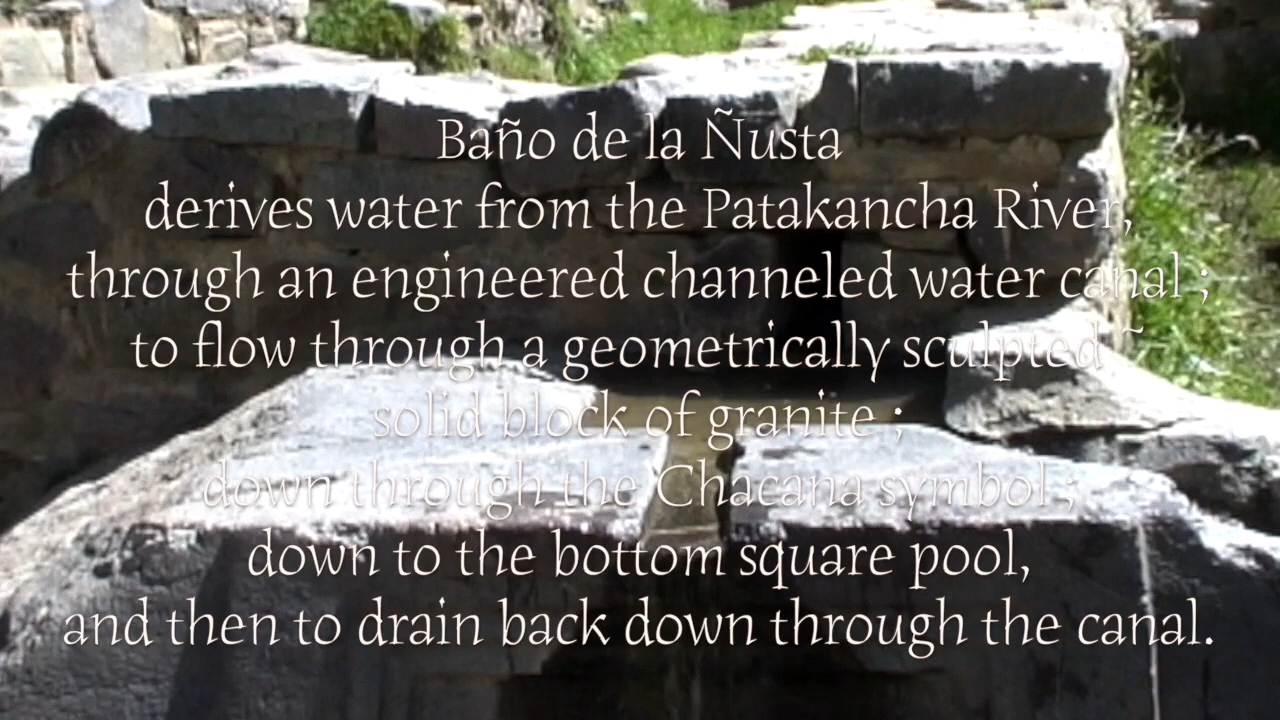 Baño de la Ñusta
derives water from the Patakancha River,
through an engineered channeled water canal ;
to flow through a geometrically sculpted ~
solid block of granite ;
down through the Chacana symbol ;
down to the bottom square pool,
and then to drain back down through the canal.